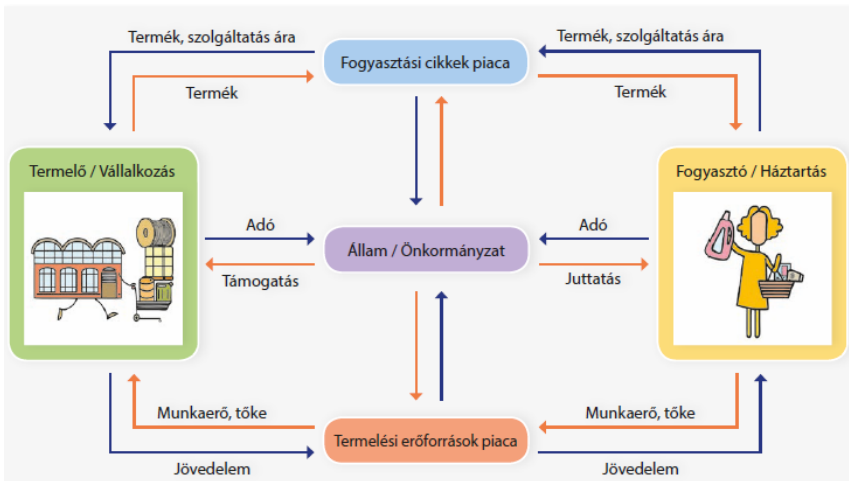 Termék, szolgáltatás ára
Termék, szolgáltatás ára
Fogyasztási cikkek piaca
Termék
Termék
Termelő / Vállalkozás
Fogyasztó / Háztartás
Adó
Adó
Állam / Önkormányzat
Támogatás
Juttatás
Munkaerő, tőke
Munkaerő, tőke
Termelési erőforrások piaca
Jövedelem
Jövedelem